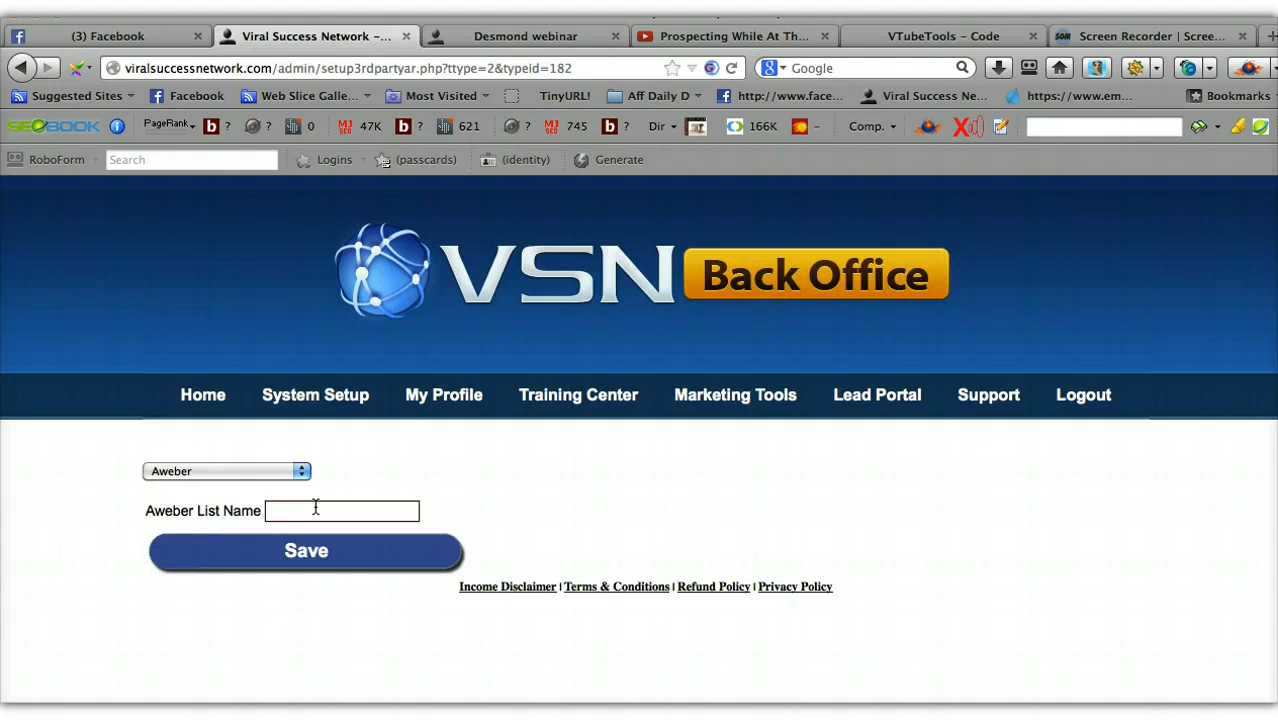 (3) Facebook
Viral Success Network -...
Desmond webinar
Prospecting While At Th...
VTubeTools - Code
Screen Recorder | Scree...
viralsuccessnetwork.com/admin/setup3rdpartyar.php?ttype=2&typeid=182
Google
Suggested Sites
Facebook
Web Slice Galle...
Most Visited
TinyURL!
Aff Daily D
http://www.face...
Viral Success Ne...
https://www.em...
Bookmarks
SEOBOOK
PageRank
?
?
0
47K
?
621
?
745
?
Dir
166K
-
Comp.
RoboForm
Search
Logins
(passcards)
(identity)
Generate
VSN Back Office
Home System Setup My Profile Training Center Marketing Tools Lead Portal Support Logout
Aweber
Aweber List Name
Save
Income Disclaimer | Terms & Conditions | Refund Policy | Privacy Policy